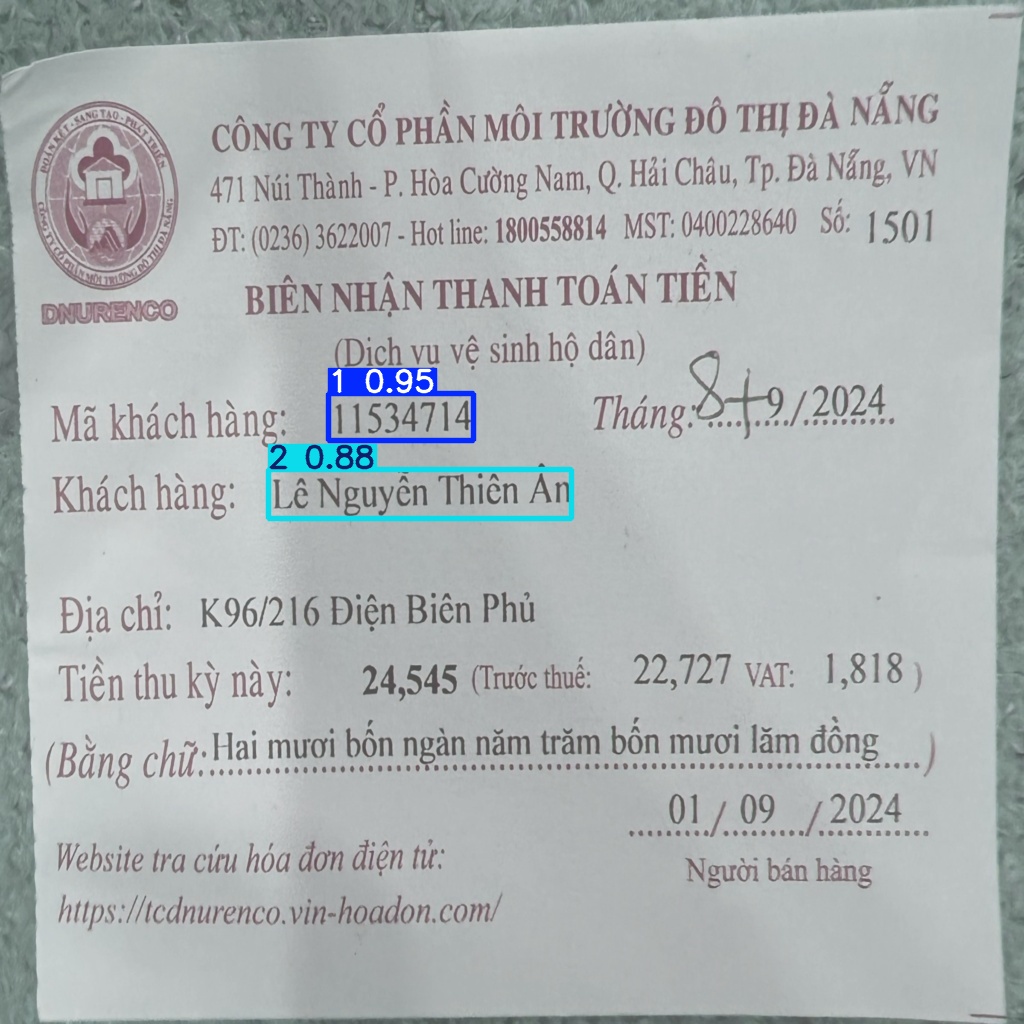 ĐOÀN KẾT - SÁNG TẠO - PHÁT TRIỂN
CÔNG TY CỔ PHẦN MÔI TRƯỜNG ĐÔ THỊ ĐÀ NẴNG
DNURENCO
CÔNG TY CỔ PHẦN MÔI TRƯỜNG ĐÔ THỊ ĐÀ NẴNG
471 Núi Thành - P. Hòa Cường Nam, Q. Hải Châu, Tp. Đà Nẵng, VN
ĐT: (0236) 3622007 - Hot line: 1800558814 MST: 0400228640 Số: 1501
BIÊN NHẬN THANH TOÁN TIỀN
(Dịch vụ vệ sinh hộ dân)
1 0.95
Mã khách hàng: 11534714 Tháng: 8+9/2024
2 0.88
Khách hàng: Lê Nguyễn Thiên Ân
Địa chỉ: K96/216 Điện Biên Phủ
Tiền thu kỳ này: 24,545 (Trước thuế: 22,727 VAT: 1,818 )
(Bằng chữ: Hai mươi bốn ngàn năm trăm bốn mươi lăm đồng )
01 / 09 / 2024
Website tra cứu hóa đơn điện tử:
Người bán hàng
https://tcdnurenco.vin-hoadon.com/